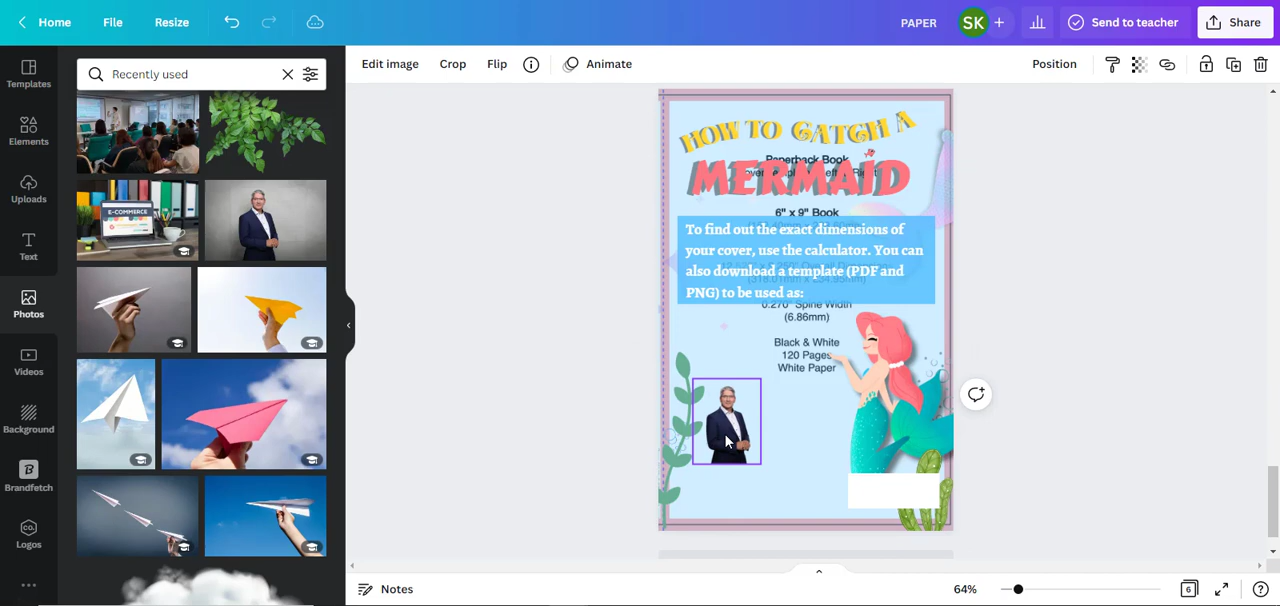 Home
File
Resize
PAPER
SK
+
Send to teacher
Share
Templates
Recently used
Edit image
Crop
Flip
Animate
Position
Elements
Uploads
Text
Photos
Videos
Background
Brandfetch
Logos
CO.
B
E-COMMERCE
HOW TO CATCH A
Paperback Book
MERMAID
6" x 9" Book
To find out the exact dimensions of
your cover, use the calculator. You can
also download a template (PDF and
PNG) to be used as:
0.270" Spine Width
(6.86mm)
Black & White
120 Pages
White Paper
Notes
64%
6
?